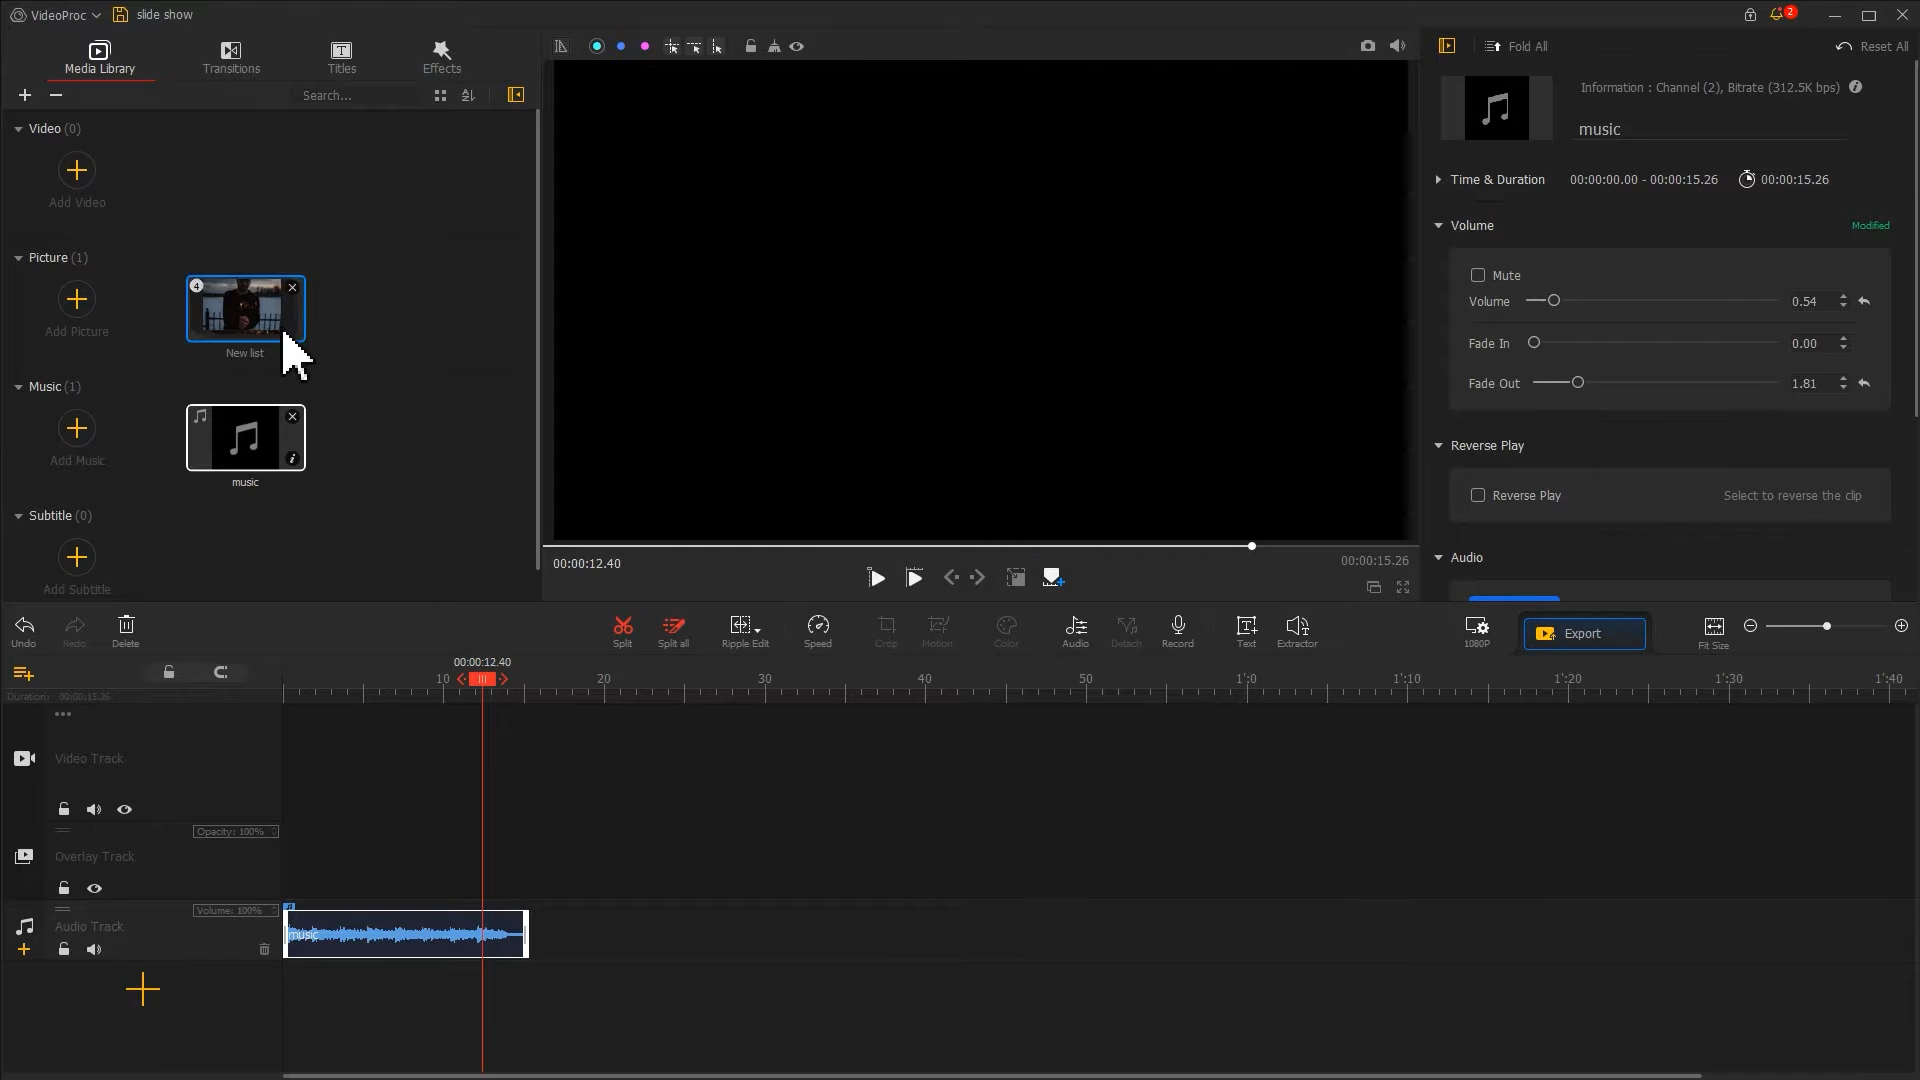 VideoProc
slide show
2
Media Library
Transitions
Titles
Effects
Search...
Video (0)
Add Video
Picture (1)
4
Add Picture
New list
Music (1)
Add Music
music
Subtitle (0)
Add Subtitle
00:00:12.40
00:00:15.26
Fold All
Reset All
Information : Channel (2), Bitrate (312.5K bps)
music
Time & Duration
00:00:00.00 - 00:00:15.26
00:00:15.26
Volume
Modified
Mute
Volume
0.54
Fade In
0.00
Fade Out
1.81
Reverse Play
Reverse Play
Select to reverse the clip
Audio
Undo
Redo
Delete
Split
Split all
Ripple Edit
Speed
Crop
Motion
Color
Audio
Detach
Record
Text
Extractor
1080P
Export
Fit Size
00:00:12.40
10
20
30
40
50
1'0
1'10
1'20
1'30
1'40
Duration: 00:00:15.26
Video Track
Opacity: 100%
Overlay Track
Volume: 100%
Audio Track
music